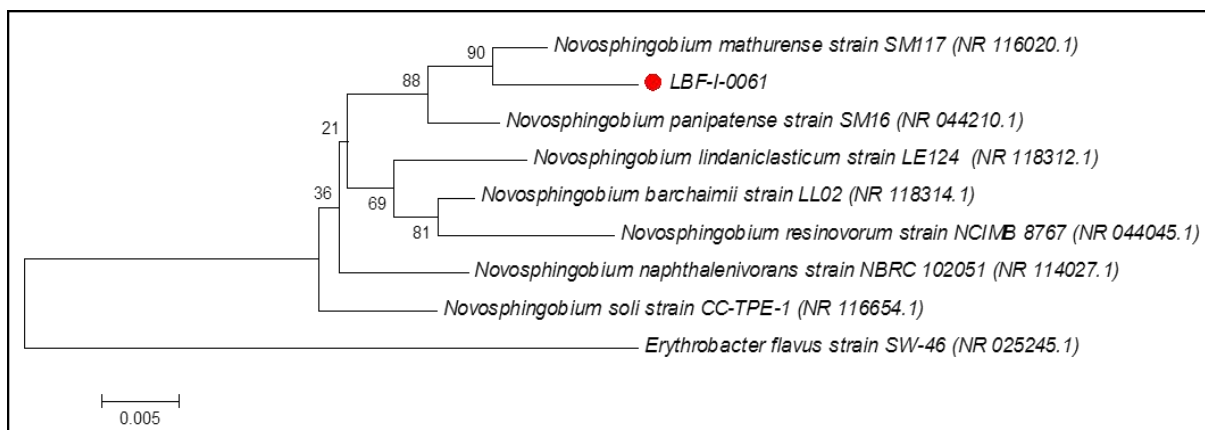 Novosphingobium mathurense strain SM117 (NR 116020.1)
90
LBF-I-0061
88
Novosphingobium panipatense strain SM16 (NR 044210.1)
21
Novosphingobium lindaniclasticum strain LE124 (NR 118312.1)
36
Novosphingobium barchaimii strain LL02 (NR 118314.1)
69
81
Novosphingobium resinovorum strain NCIMB 8767 (NR 044045.1)
Novosphingobium naphthalenivorans strain NBRC 102051 (NR 114027.1)
Novosphingobium soli strain CC-TPE-1 (NR 116654.1)
Erythrobacter flavus strain SW-46 (NR 025245.1)
0.005